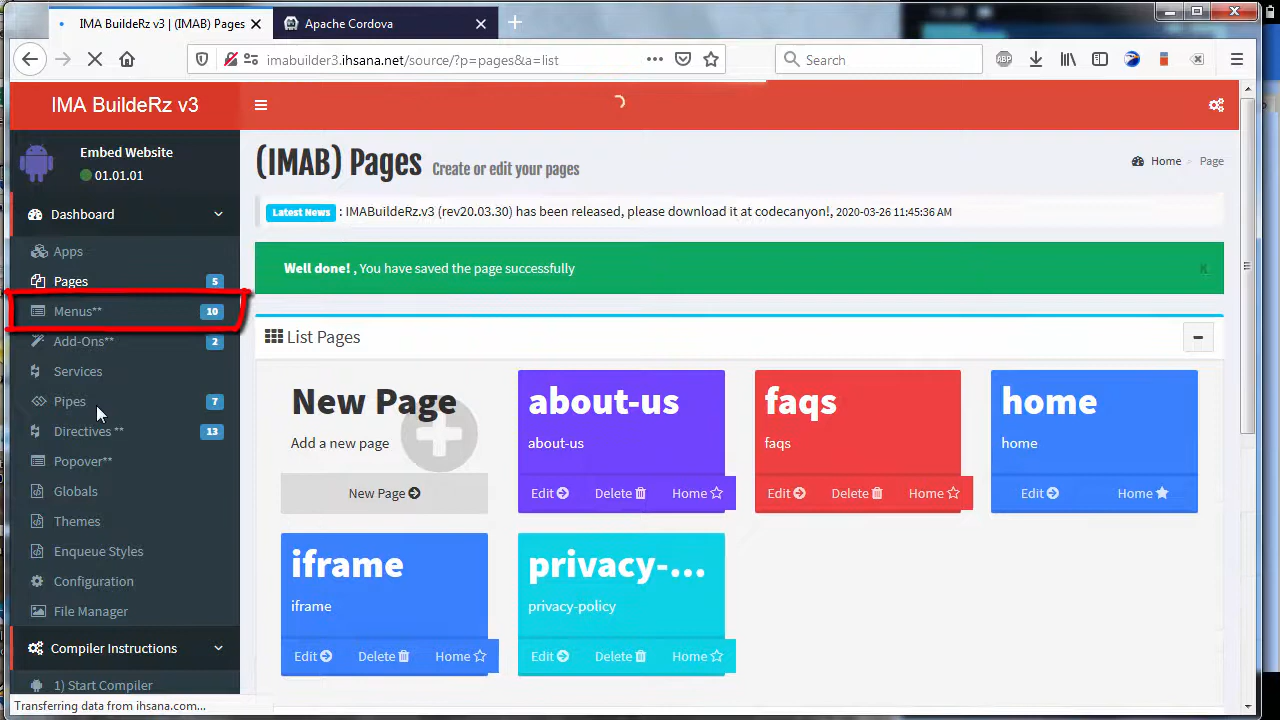 IMA BuildeRz v3 | (IMAB) Pages
Apache Cordova
imabuilder3.ihsana.net/source/?p=pages&a=list
Search
ABP
IMA BuildeRz v3
Embed Website
01.01.01
Dashboard
Apps
Pages 5
Menus** 10
Add-Ons** 2
Services
Pipes 7
Directives ** 13
Popover**
Globals
Themes
Enqueue Styles
Configuration
File Manager
Compiler Instructions
1) Start Compiler
Transferring data from ihsana.com...
(IMAB) Pages Create or edit your pages
Home > Page
Latest News : IMABuildeRz.v3 (rev20.03.30) has been released, please download it at codecanyon!, 2020-03-26 11:45:36 AM
Well done! , You have saved the page successfully x
List Pages
New Page
Add a new page
New Page
about-us
about-us
Edit Delete Home
faqs
faqs
Edit Delete Home
home
home
Edit Home
iframe
iframe
Edit Delete Home
privacy-...
privacy-policy
Edit Delete Home